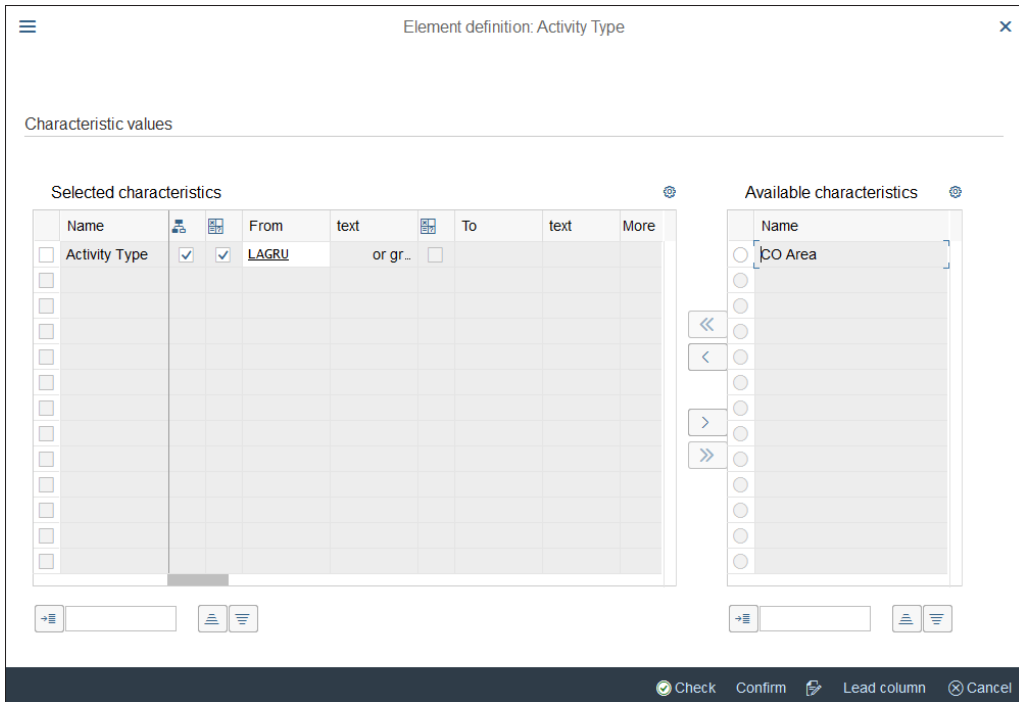 Element definition: Activity Type
Characteristic values
Selected characteristics
Available characteristics
Name From text To text More
Name
Activity Type LAGRU or gr...
CO Area
Check Confirm Lead column Cancel